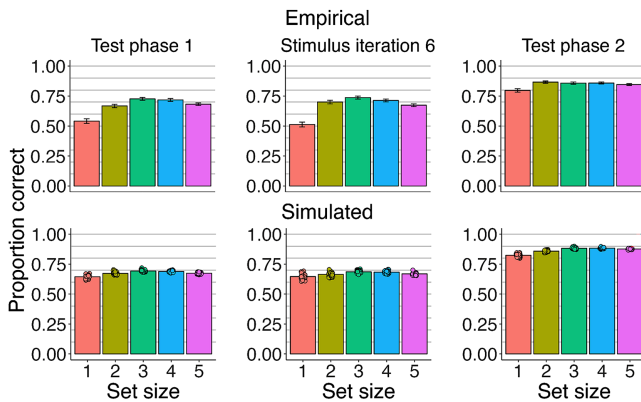 Empirical
Test phase 1 Stimulus iteration 6 Test phase 2
1.00 1.00 1.00
0.75 0.75 0.75
0.50 0.50 0.50
0.25 0.25 0.25
0.00 0.00 0.00
Proportion correct
Simulated
1.00 1.00 1.00
0.75 0.75 0.75
0.50 0.50 0.50
0.25 0.25 0.25
0.00 0.00 0.00
1 2 3 4 5 1 2 3 4 5 1 2 3 4 5
Set size Set size Set size